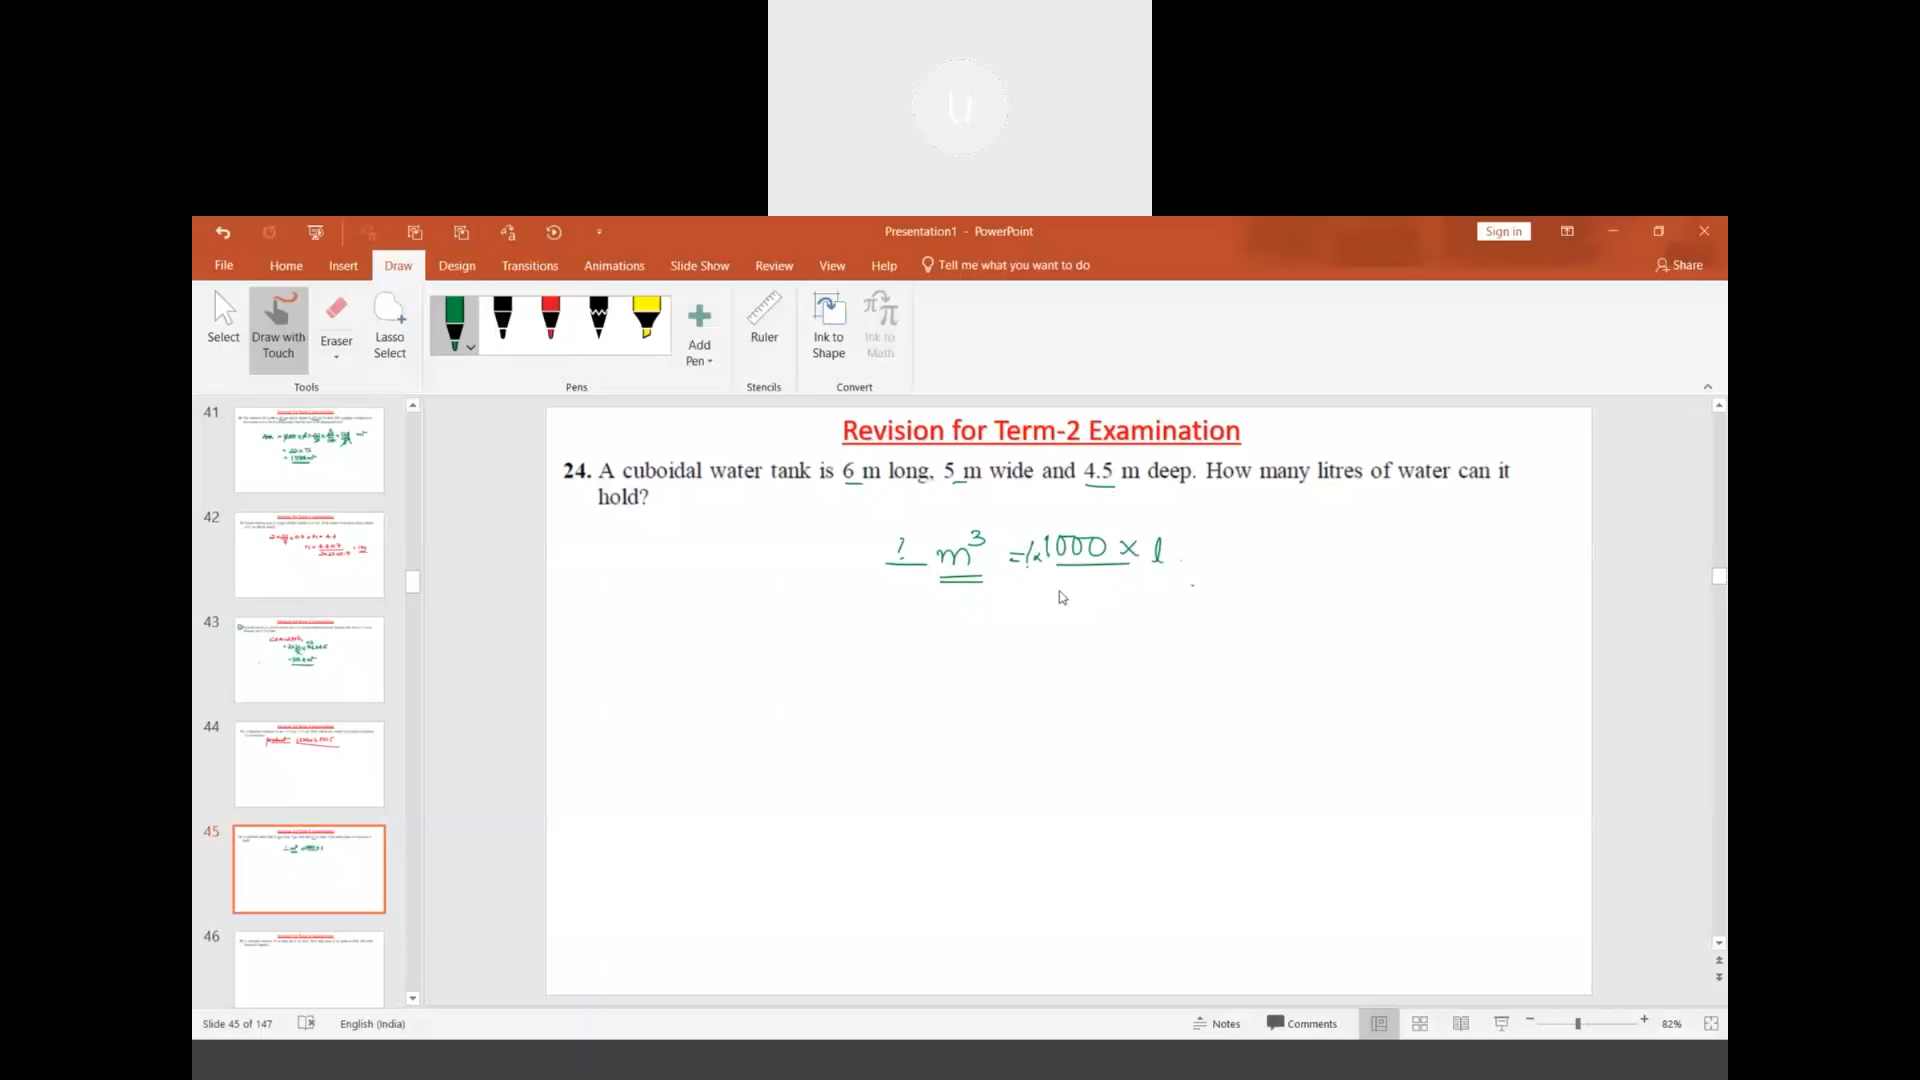 U
Presentation1 - PowerPoint
Sign in
File Home Insert Draw Design Transitions Animations Slide Show Review View Help Tell me what you want to do Share
Select
Draw with Touch
Eraser
Lasso Select
Add Pen
Ruler
Ink to Shape
Ink to Math
Tools Pens Stencils Convert
41
42
43
44
45
46
Revision for Term-2 Examination
24. A cuboidal water tank is 6 m long, 5 m wide and 4.5 m deep. How many litres of water can it
hold?
? m³ = ? x 1000 × l
Slide 45 of 147 English (India) Notes Comments 82%